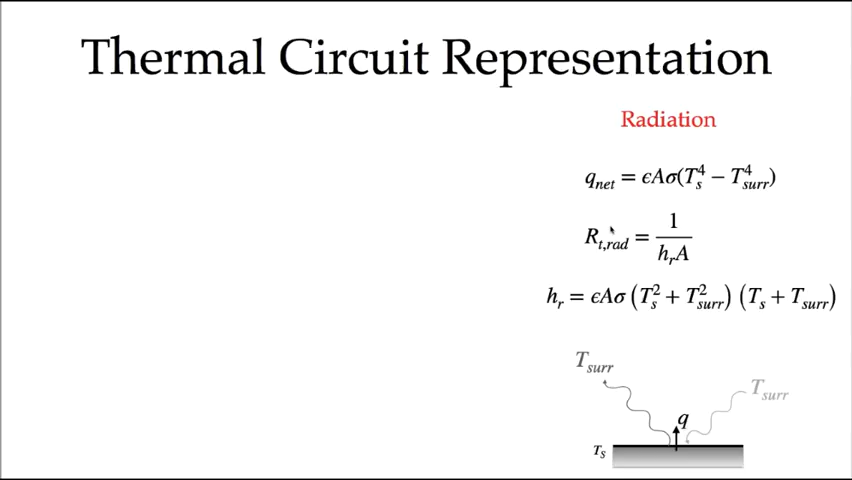 Thermal Circuit Representation
Radiation
q_net = ϵAσ(T_s^4 − T_surr^4)
R_t,rad = 1 / h_rA
h_r = ϵAσ (T_s^2 + T_surr^2) (T_s + T_surr)
T_surr
T_surr
q
T_s